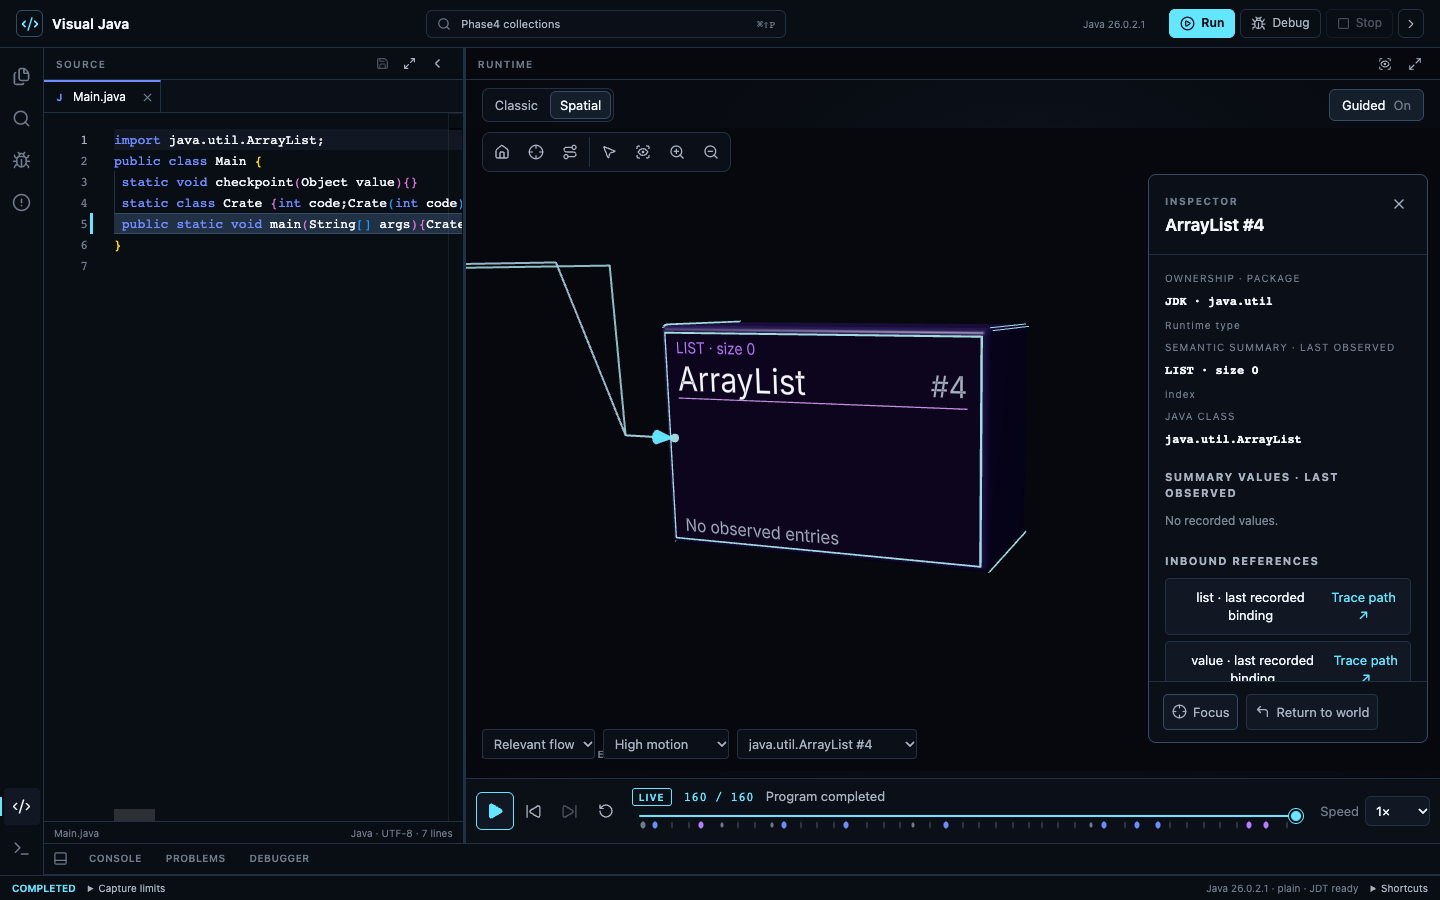 Visual Java
Phase4 collections
⌘⇧P
Java 26.0.2.1
Run
Debug
Stop
SOURCE
RUNTIME
J Main.java
Classic
Spatial
Guided On
1 import java.util.ArrayList;
2 public class Main {
3 static void checkpoint(Object value){}
4 static class Crate {int code;Crate(int code)
5 public static void main(String[] args){Crate
6 }
7
LIST · size 0
ArrayList #4
No observed entries
INSPECTOR
ArrayList #4
OWNERSHIP · PACKAGE
JDK · java.util
Runtime type
SEMANTIC SUMMARY · LAST OBSERVED
LIST · size 0
Index
JAVA CLASS
java.util.ArrayList
SUMMARY VALUES · LAST
OBSERVED
No recorded values.
INBOUND REFERENCES
list · last recorded
binding
Trace path
↗
value · last recorded
binding
Trace path
↗
Focus
Return to world
Relevant flow
E
High motion
java.util.ArrayList #4
LIVE
160 / 160
Program completed
Speed
1×
Main.java
Java · UTF-8 · 7 lines
CONSOLE
PROBLEMS
DEBUGGER
COMPLETED
Capture limits
Java 26.0.2.1 · plain · JDT ready
Shortcuts